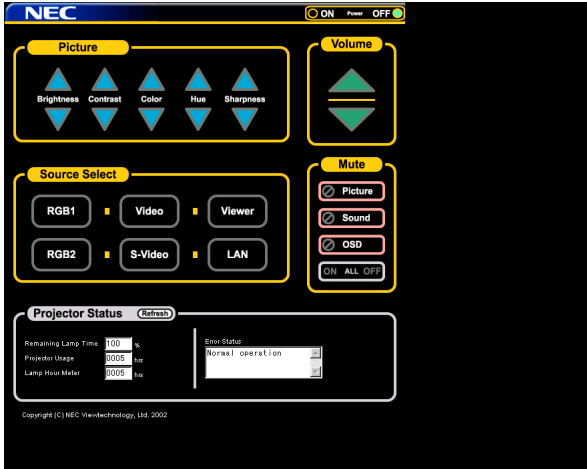 NEC
ON Power OFF
Picture
Brightness Contrast Color Hue Sharpness
Volume
Source Select
RGB1 Video Viewer
RGB2 S-Video LAN
Mute
Picture
Sound
OSD
ON ALL OFF
Projector Status Refresh
Remaining Lamp Time 100 %
Projector Usage 0005 hrs
Lamp Hour Meter 0005 hrs
Error Status
Normal operation
Copyright (C) NEC Viewtechnology, Ltd. 2002